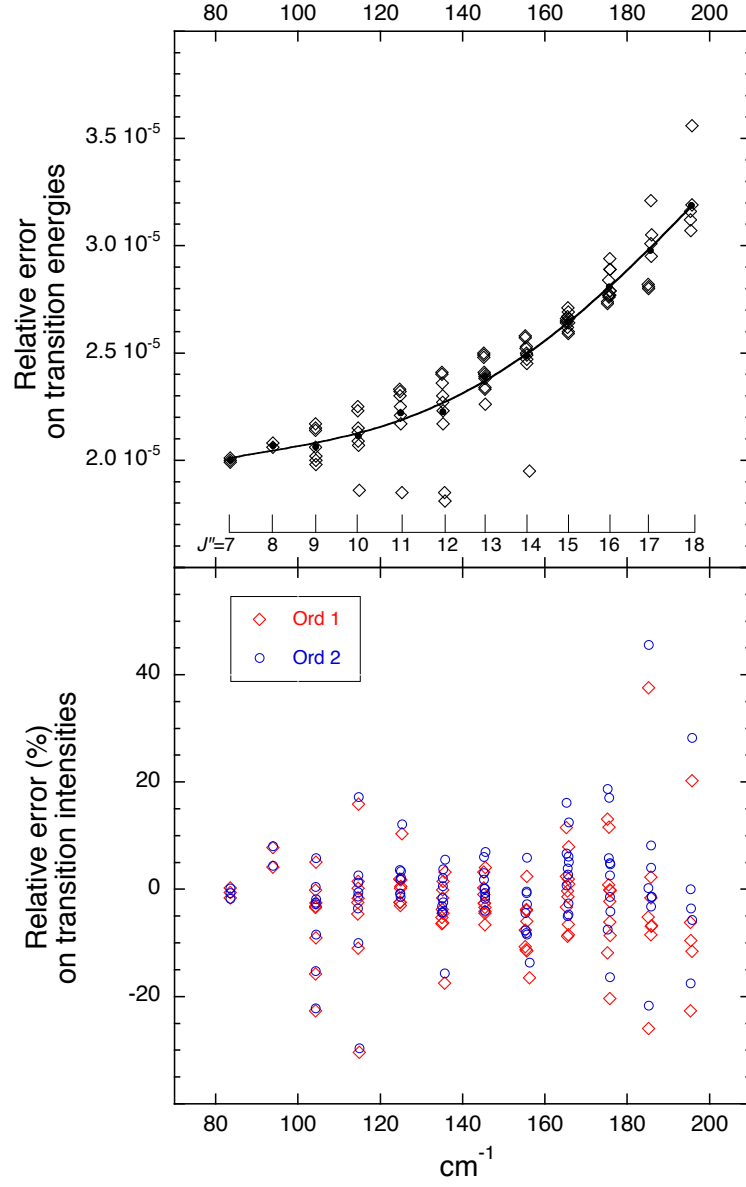 80 100 120 140 160 180 200
3.5 10-5
3.0 10-5
2.5 10-5
2.0 10-5
Relative error
on transition energies
J"=7 8 9 10 11 12 13 14 15 16 17 18
Ord 1
Ord 2
40
20
0
-20
Relative error (%)
on transition intensities
80 100 120 140 160 180 200
cm-1